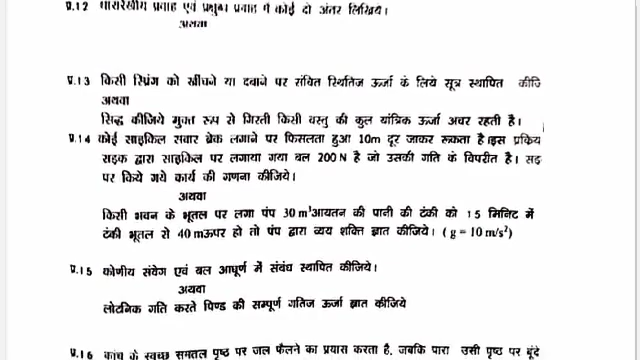 प्र.12 धारारेखीय प्रवाह एवं प्रक्षुब्ध प्रवाह में कोई दो अंतर लिखिये।
अथवा
प्र.13 किसी स्प्रिंग को खींचने या दबाने पर संचित स्थितिज ऊर्जा के लिये सूत्र स्थापित कीजि
अथवा
सिद्ध कीजिये मुक्त रूप से गिरती किसी वस्तु की कुल यांत्रिक ऊर्जा अचर रहती है।
प्र.14 कोई साइकिल सवार ब्रेक लगाने पर फिसलता हुआ 10m दूर जाकर रूकता है।इस प्रक्रिय
सड़क द्वारा साइकिल पर लगाया गया बल 200 N है जो उसकी गति के विपरीत है। सड़
पर किये गये कार्य की गणना कीजिये।
अथवा
किसी भवन के भूतल पर लगा पंप 30 m³आयतन की पानी की टंकी को 15 मिनिट में
टंकी भूतल से 40 mऊपर हो तो पंप द्वारा व्यय शक्ति ज्ञात कीजिये। ( g = 10 m/s²)
प्र.15 कोणीय संवेग एवं बल आघूर्ण में संबंध स्थापित कीजिये।
अथवा
लोटनिक गति करते पिण्ड की सम्पूर्ण गतिज ऊर्जा ज्ञात कीजिये
प्र.16 कांच के स्वच्छ समतल पृष्ठ पर जल फैलने का प्रयास करता है, जबकि पारा उसी पृष्ठ पर बूंदे